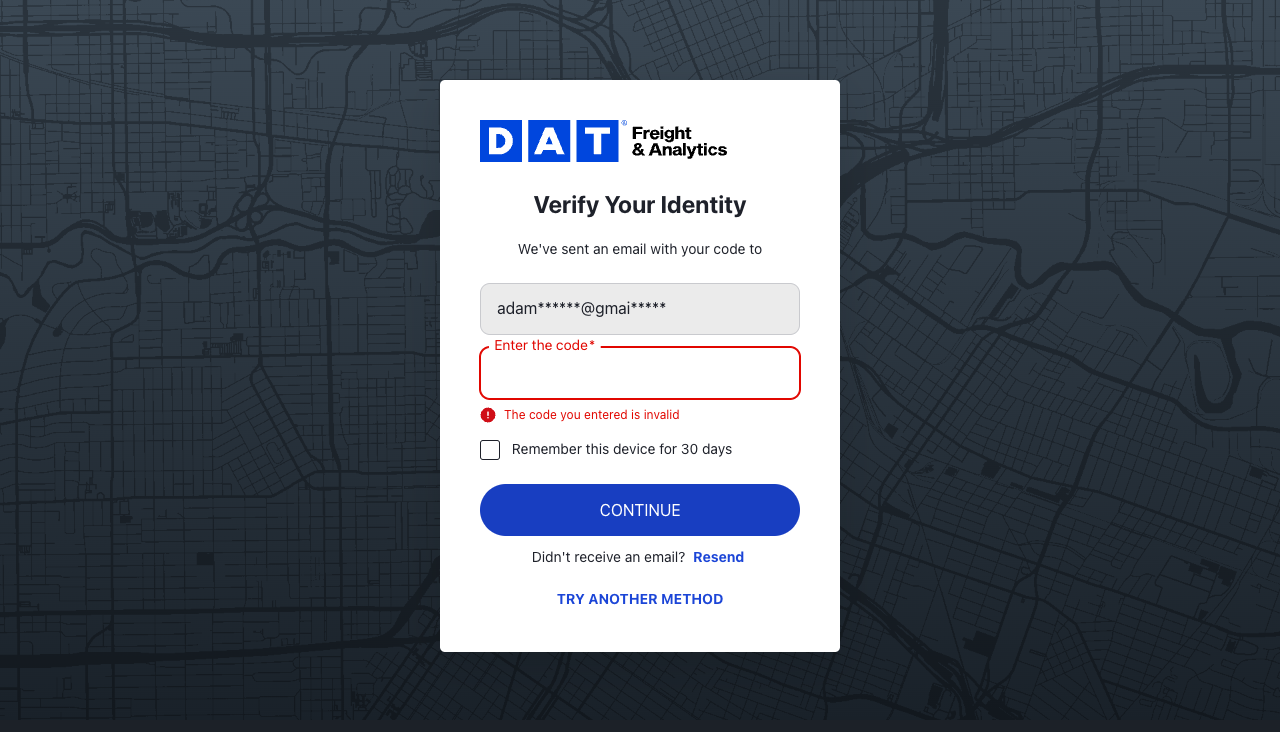 DAT® Freight
& Analytics
Verify Your Identity
We've sent an email with your code to
adam******@gmai*****
Enter the code*
The code you entered is invalid
Remember this device for 30 days
CONTINUE
Didn't receive an email? Resend
TRY ANOTHER METHOD